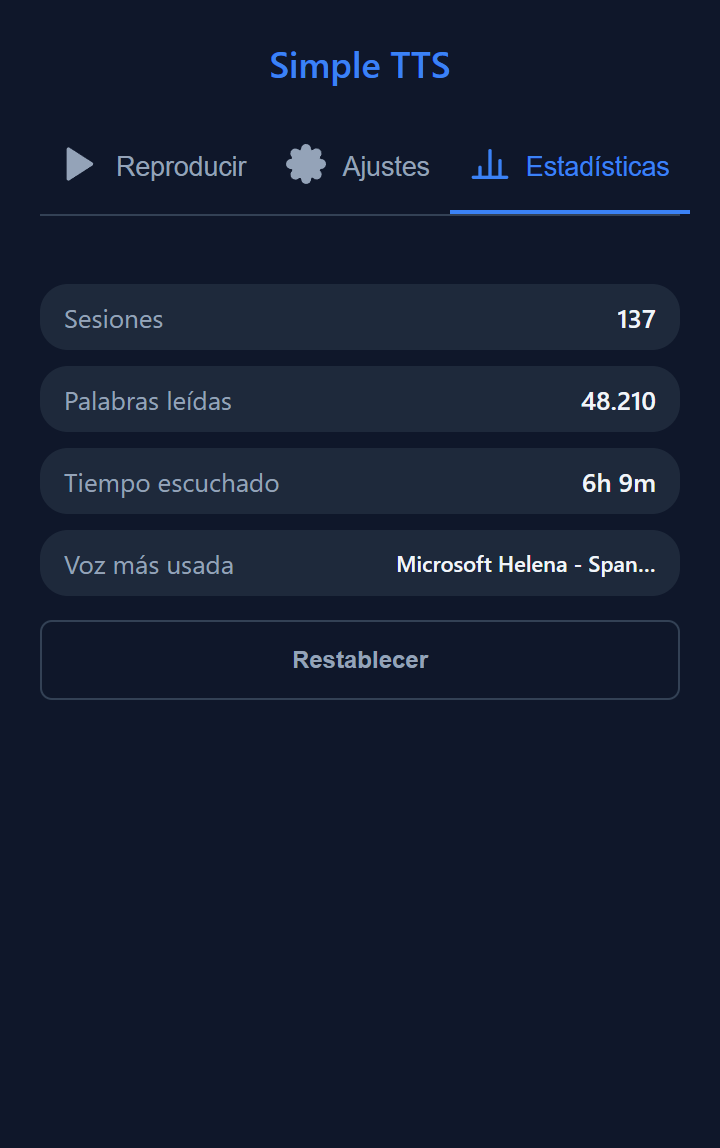 Simple TTS
Reproducir Ajustes Estadísticas
Sesiones 137
Palabras leídas 48.210
Tiempo escuchado 6h 9m
Voz más usada Microsoft Helena - Span...
Restablecer